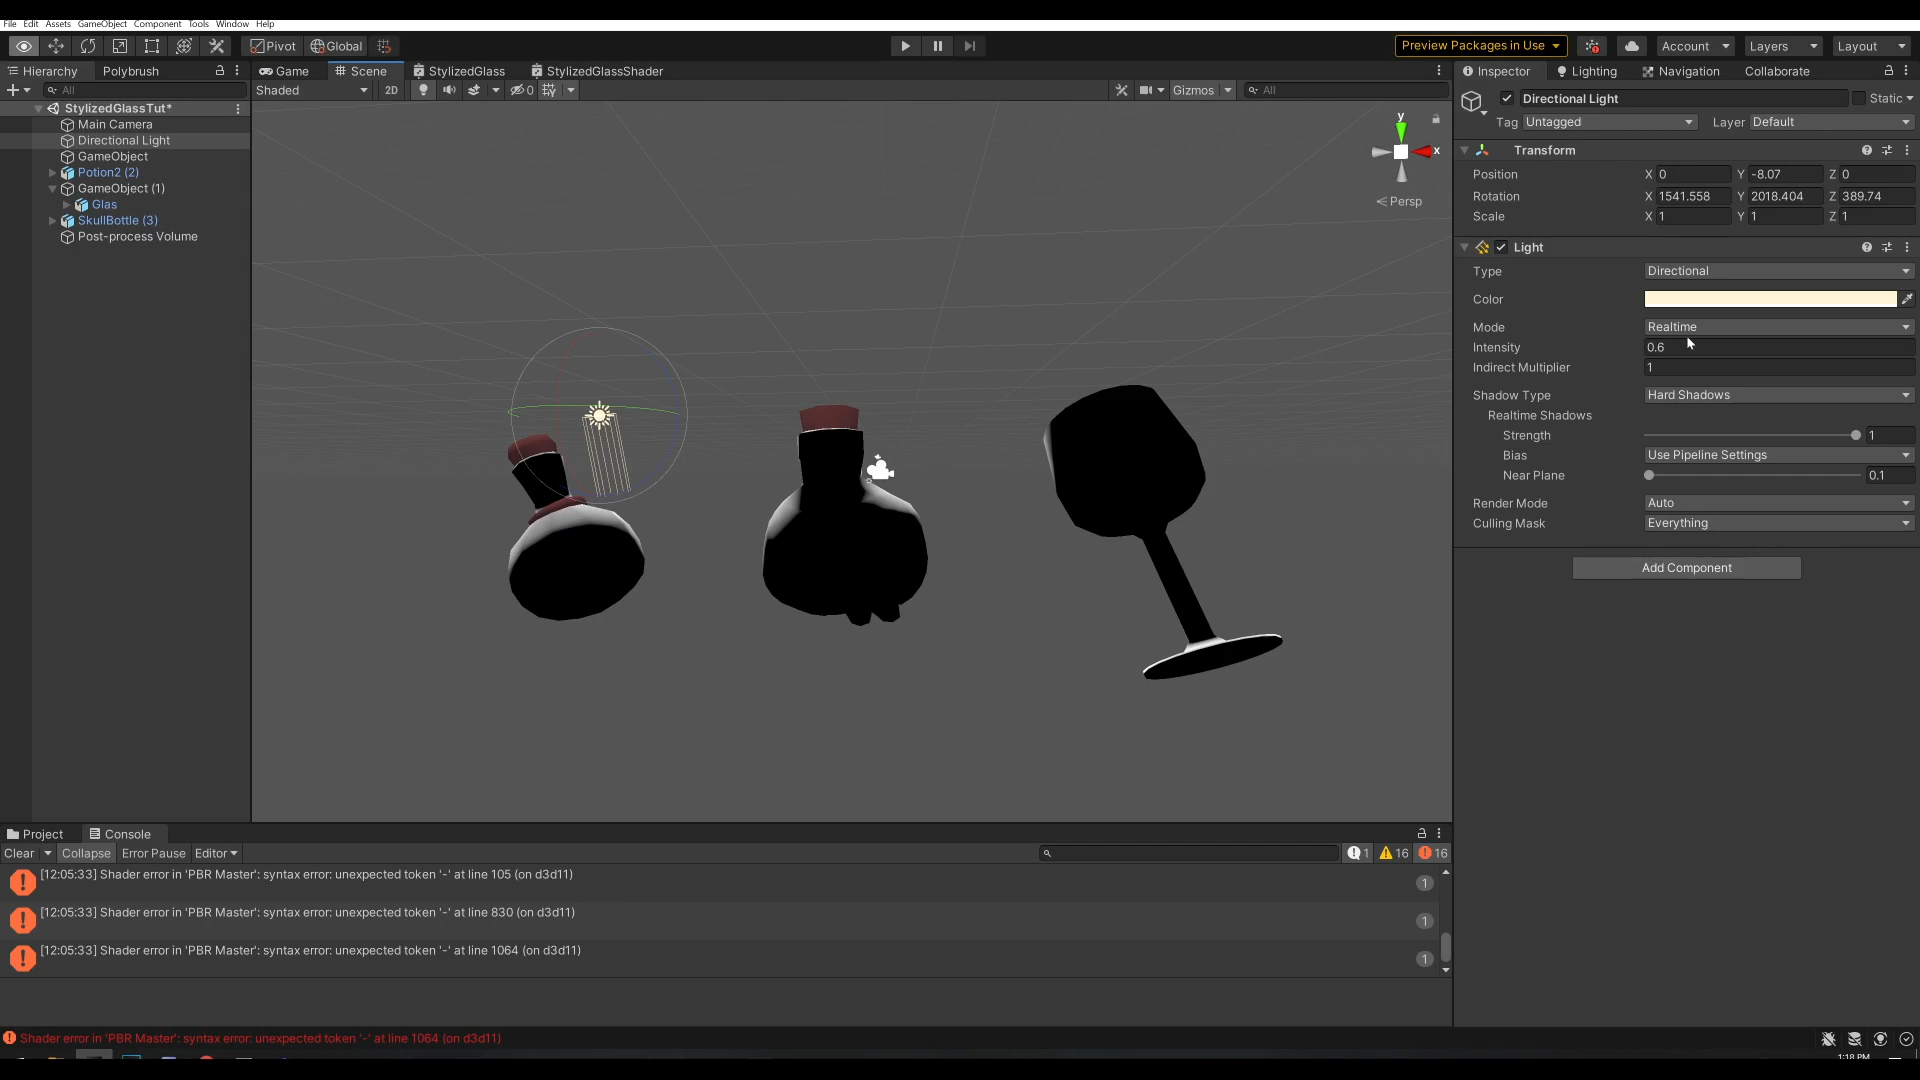 File Edit Assets GameObject Component Tools Window Help
Pivot Global Preview Packages in Use Account Layers Layout
Hierarchy Polybrush Game Scene StylizedGlass StylizedGlassShader Inspector Lighting Navigation Collaborate
All Shaded 2D 0 Gizmos All
StylizedGlassTut*
Main Camera
Directional Light
GameObject
Potion2 (2)
GameObject (1)
Glas
SkullBottle (3)
Post-process Volume
y
x
Persp
Directional Light Static
Tag Untagged Layer Default
Transform
Position X 0 Y -8.07 Z 0
Rotation X 1541.558 Y 2018.404 Z 389.74
Scale X 1 Y 1 Z 1
Light
Type Directional
Color
Mode Realtime
Intensity 0.6
Indirect Multiplier 1
Shadow Type Hard Shadows
Realtime Shadows
Strength 1
Bias Use Pipeline Settings
Near Plane 0.1
Render Mode Auto
Culling Mask Everything
Add Component
Project Console
Clear Collapse Error Pause Editor 1 16 16
[12:05:33] Shader error in 'PBR Master': syntax error: unexpected token '-' at line 105 (on d3d11) 1
[12:05:33] Shader error in 'PBR Master': syntax error: unexpected token '-' at line 830 (on d3d11) 1
[12:05:33] Shader error in 'PBR Master': syntax error: unexpected token '-' at line 1064 (on d3d11) 1
Shader error in 'PBR Master': syntax error: unexpected token '-' at line 1064 (on d3d11)
1:18 PM